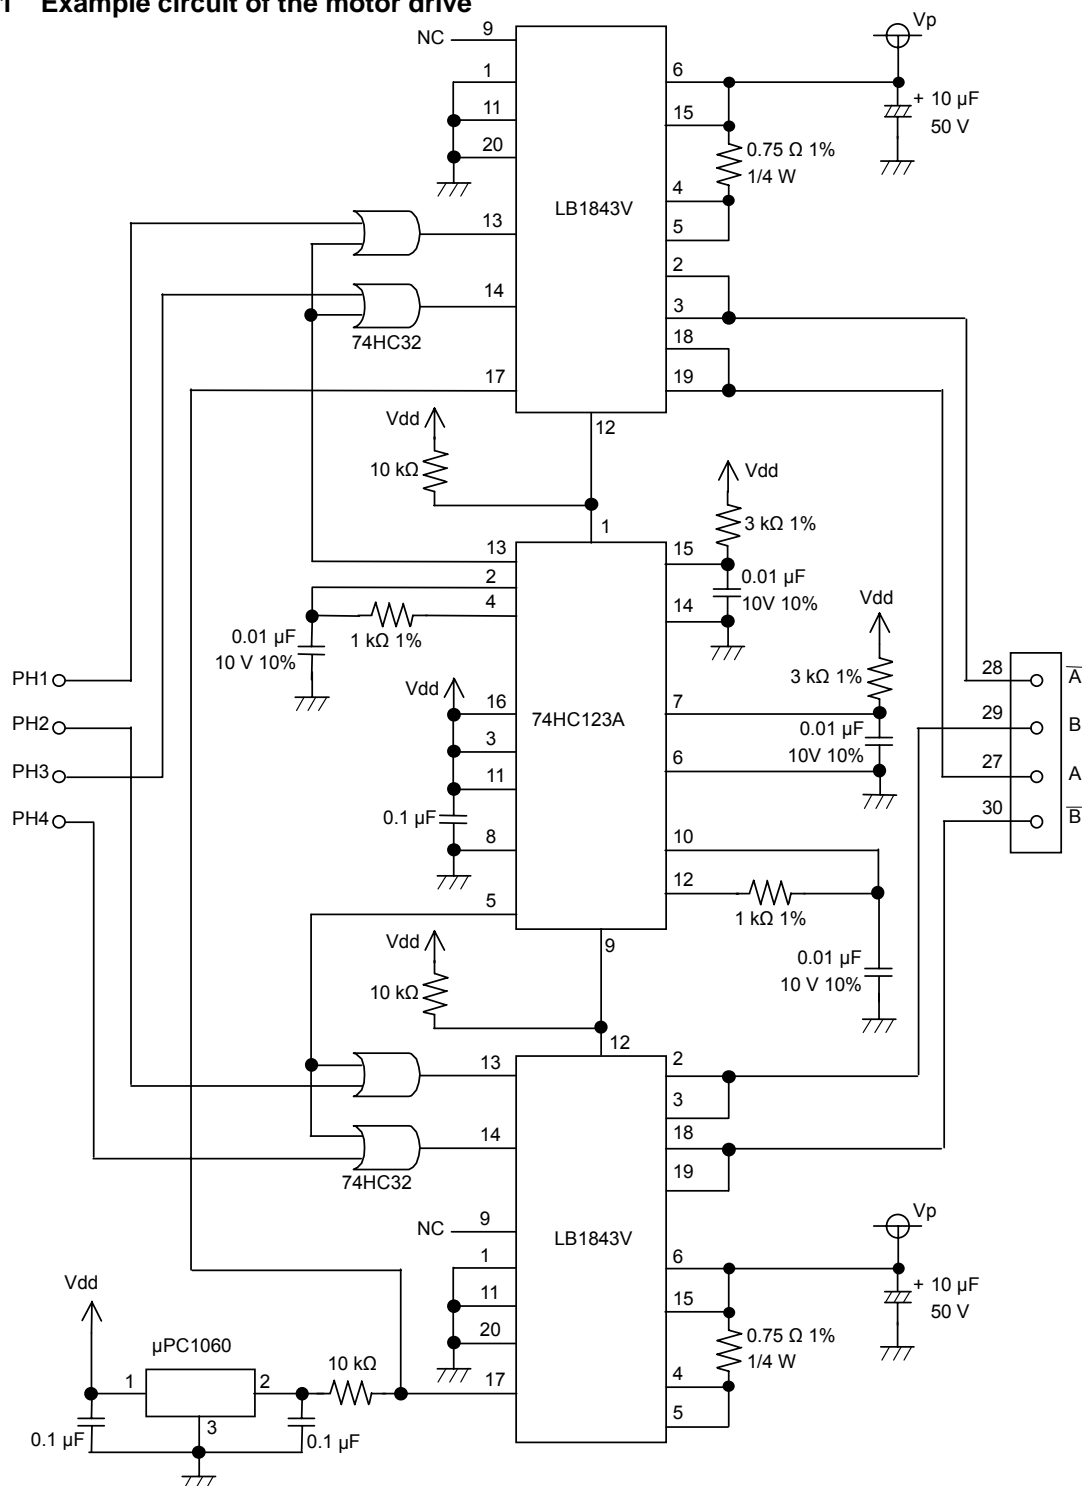 1 Example circuit of the motor drive
NC
9
1
11
20
13
14
17
LB1843V
6
15
4
5
2
3
18
19
12
Vp
+ 10 µF
50 V
0.75 Ω 1%
1/4 W
74HC32
Vdd
10 kΩ
Vdd
3 kΩ 1%
0.01 µF
10V 10%
1
13
2
4
16
3
11
8
5
74HC123A
15
14
7
6
10
12
9
0.01 µF
10 V 10%
1 kΩ 1%
Vdd
0.1 µF
Vdd
3 kΩ 1%
0.01 µF
10V 10%
1 kΩ 1%
0.01 µF
10 V 10%
PH1
PH2
PH3
PH4
28
A
29
B
27
A
30
B
Vdd
10 kΩ
12
13
14
74HC32
NC
9
1
11
20
17
LB1843V
2
3
18
19
6
15
4
5
Vp
+ 10 µF
50 V
0.75 Ω 1%
1/4 W
Vdd
µPC1060
1
2
3
10 kΩ
0.1 µF
0.1 µF